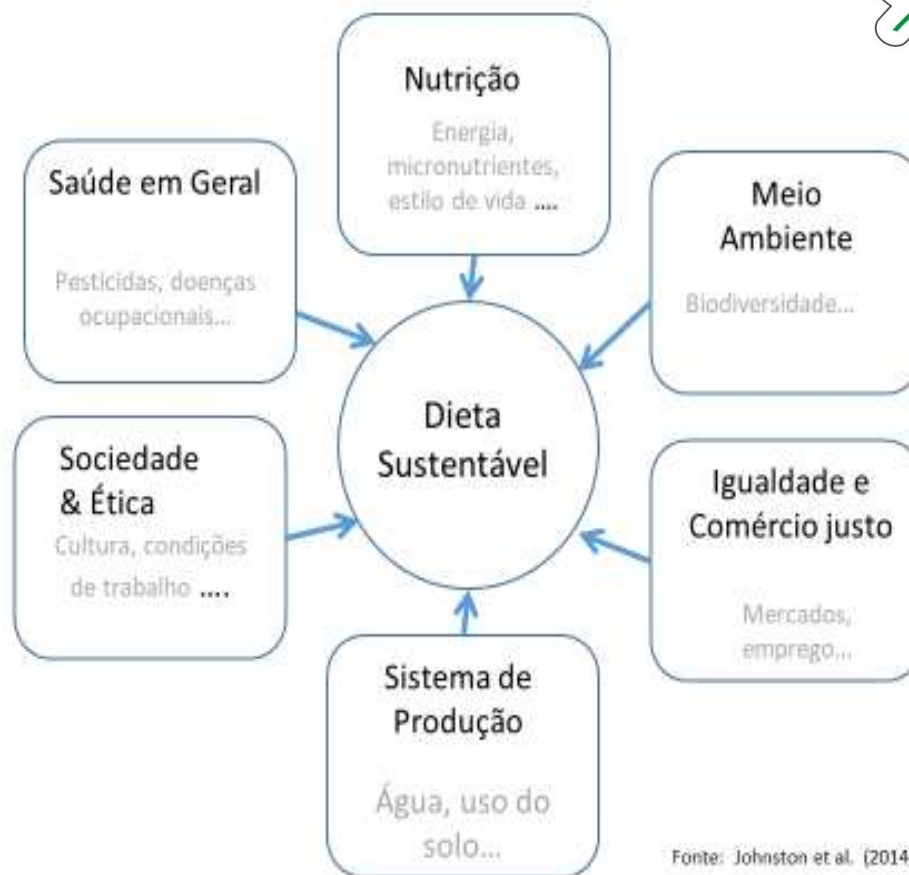 Nutrição
Energia,
micronutrientes,
estilo de vida ....
Saúde em Geral
Pesticidas, doenças
ocupacionais...
Meio
Ambiente
Biodiversidade...
Dieta
Sustentável
Sociedade
& Ética
Cultura, condições
de trabalho ....
Igualdade e
Comércio justo
Mercados,
emprego...
Sistema de
Produção
Água, uso do
solo...
Fonte: Johnston et al. (2014